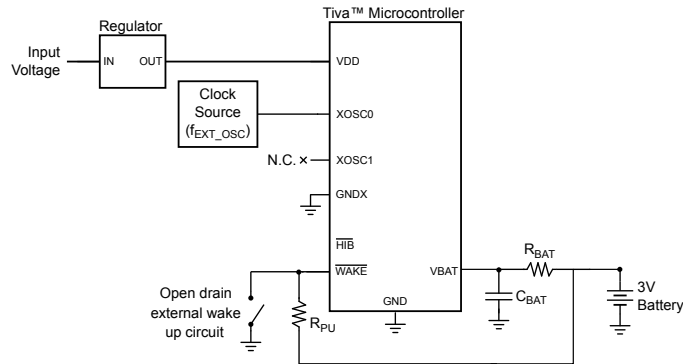 Tiva™ Microcontroller
Regulator
Input
Voltage
IN
OUT
VDD
Clock
Source
(fEXT_OSC)
XOSC0
N.C.
XOSC1
GNDX
HIB
WAKE
VBAT
RBAT
Open drain
external wake
up circuit
RPU
GND
CBAT
3V
Battery